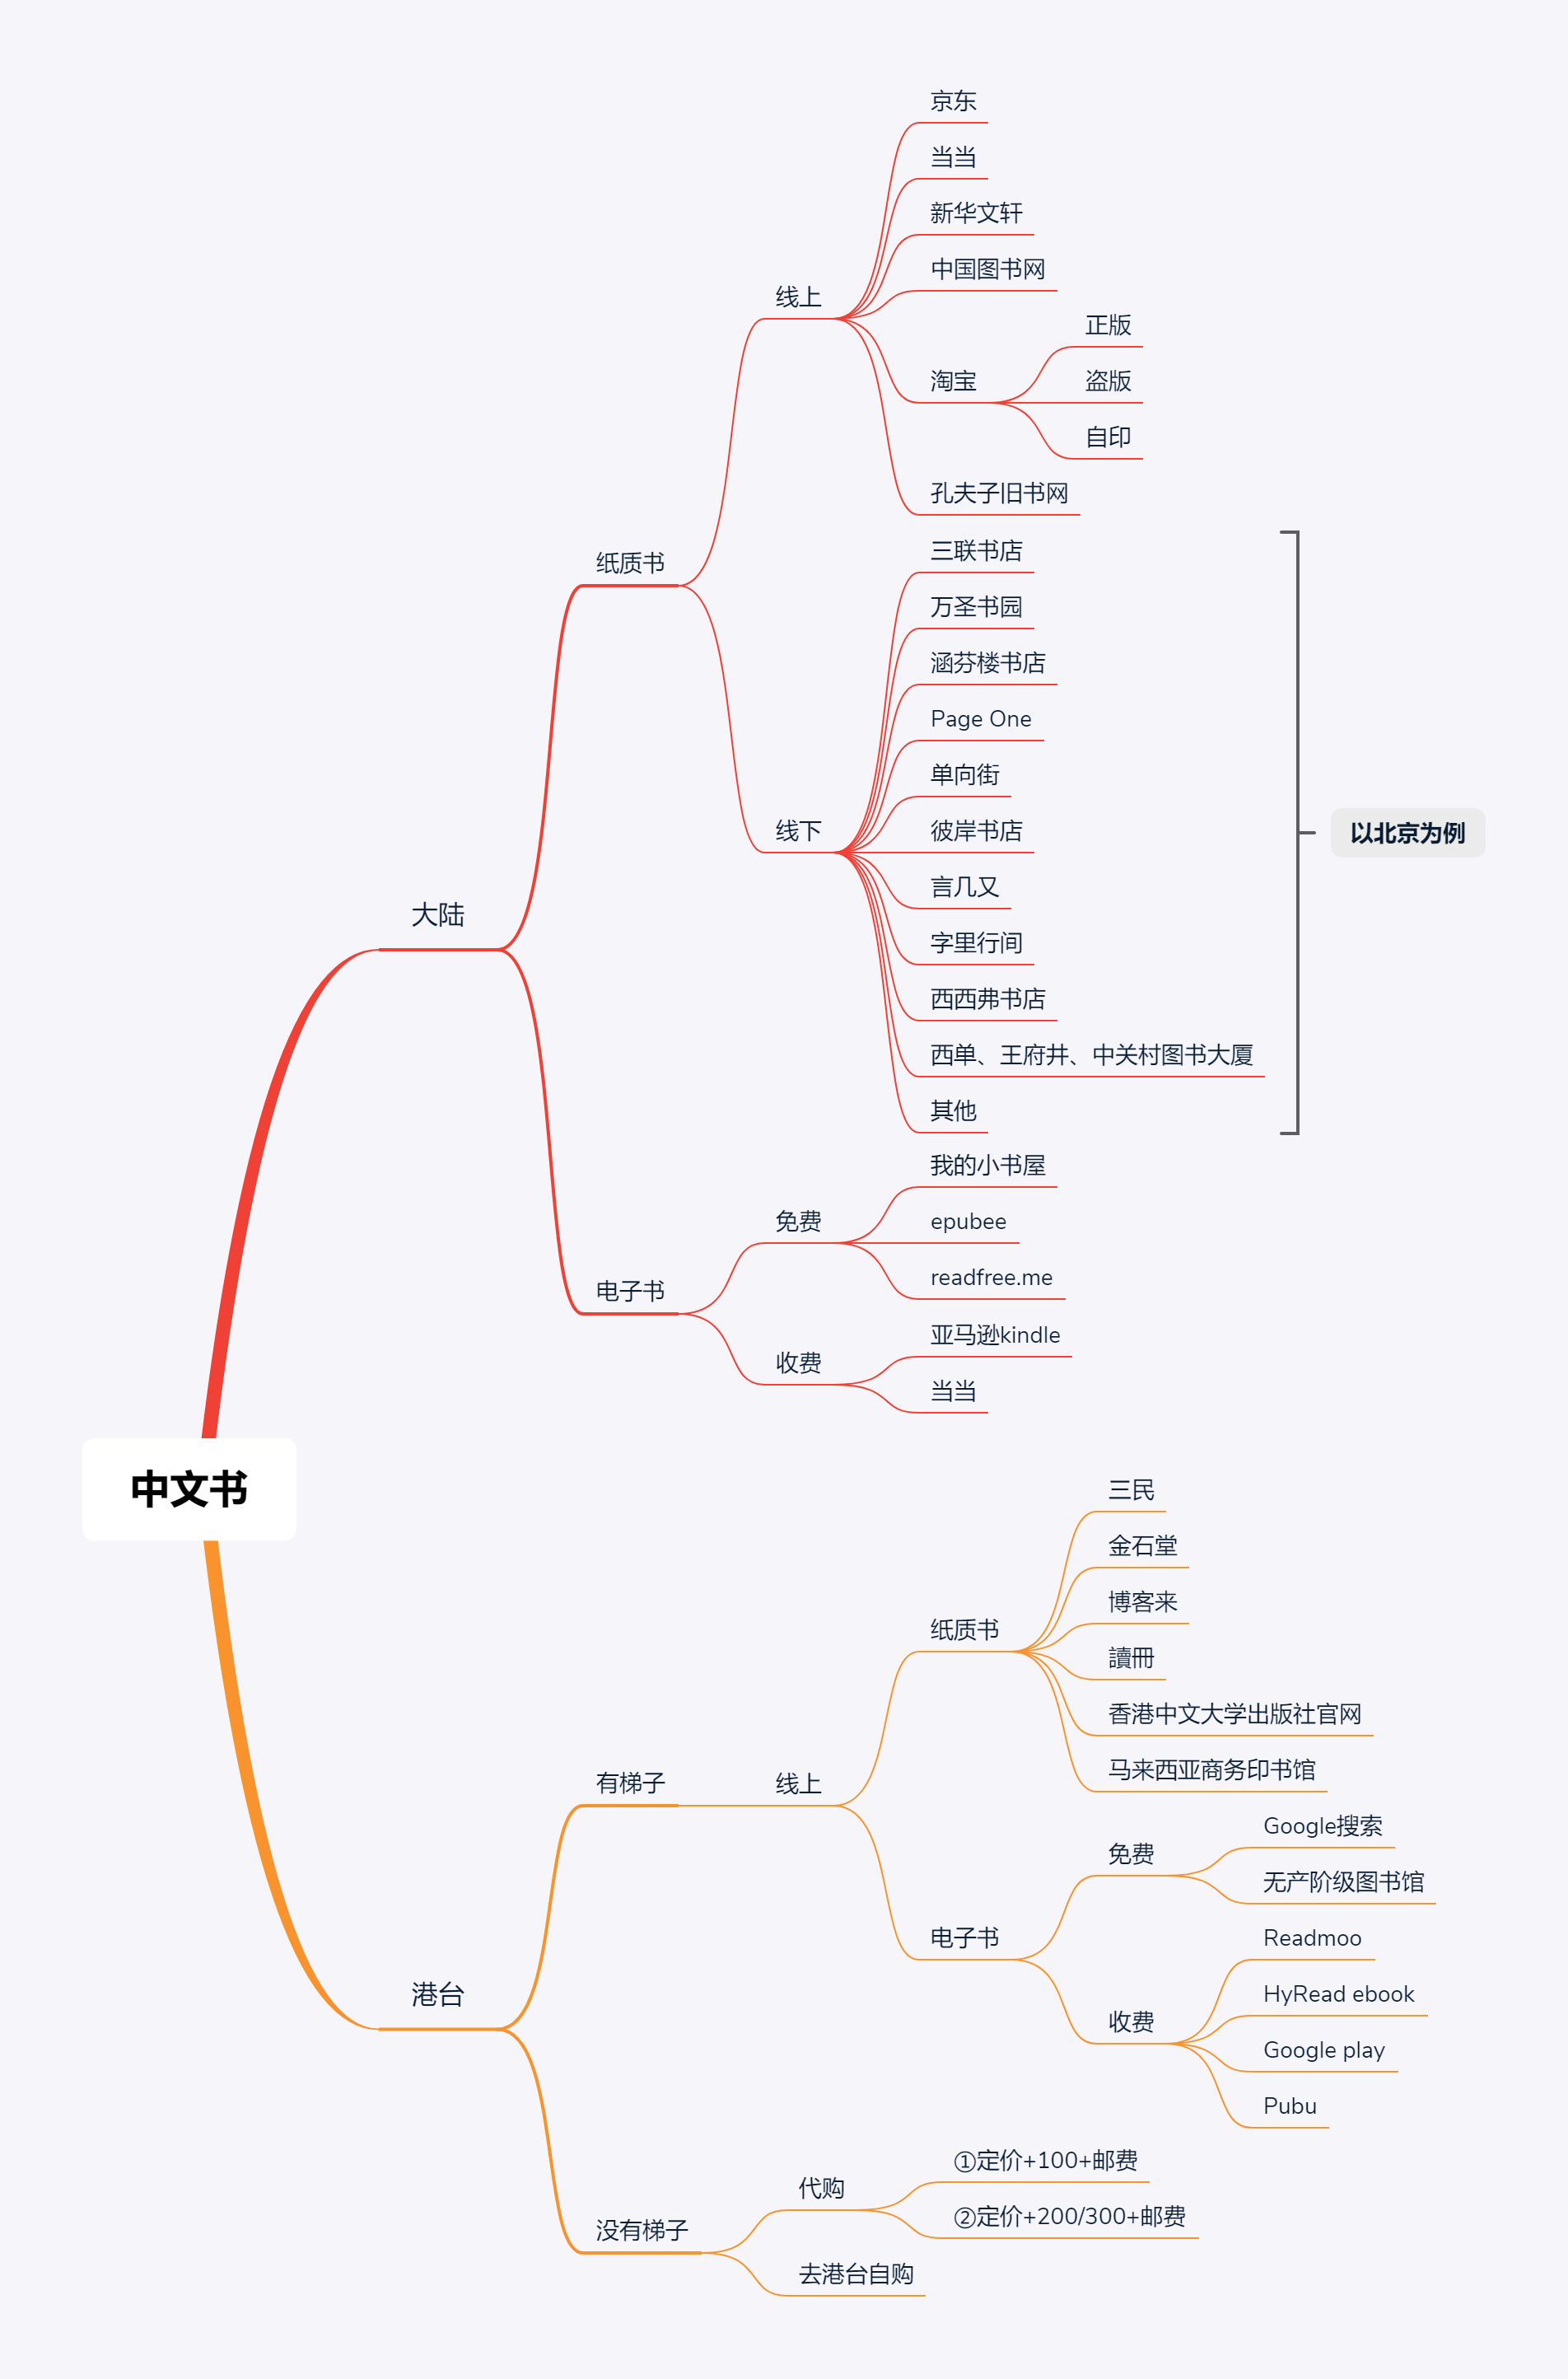 中文书
大陆
纸质书
线上
京东
当当
新华文轩
中国图书网
淘宝
正版
盗版
自印
孔夫子旧书网
线下
三联书店
万圣书园
涵芬楼书店
Page One
单向街
彼岸书店
言几又
字里行间
西西弗书店
西单、王府井、中关村图书大厦
其他
以北京为例
电子书
免费
我的小书屋
epubee
readfree.me
收费
亚马逊kindle
当当
港台
有梯子
线上
纸质书
三民
金石堂
博客来
讀冊
香港中文大学出版社官网
马来西亚商务印书馆
电子书
免费
Google搜索
无产阶级图书馆
收费
Readmoo
HyRead ebook
Google play
Pubu
没有梯子
代购
①定价+100+邮费
②定价+200/300+邮费
去港台自购